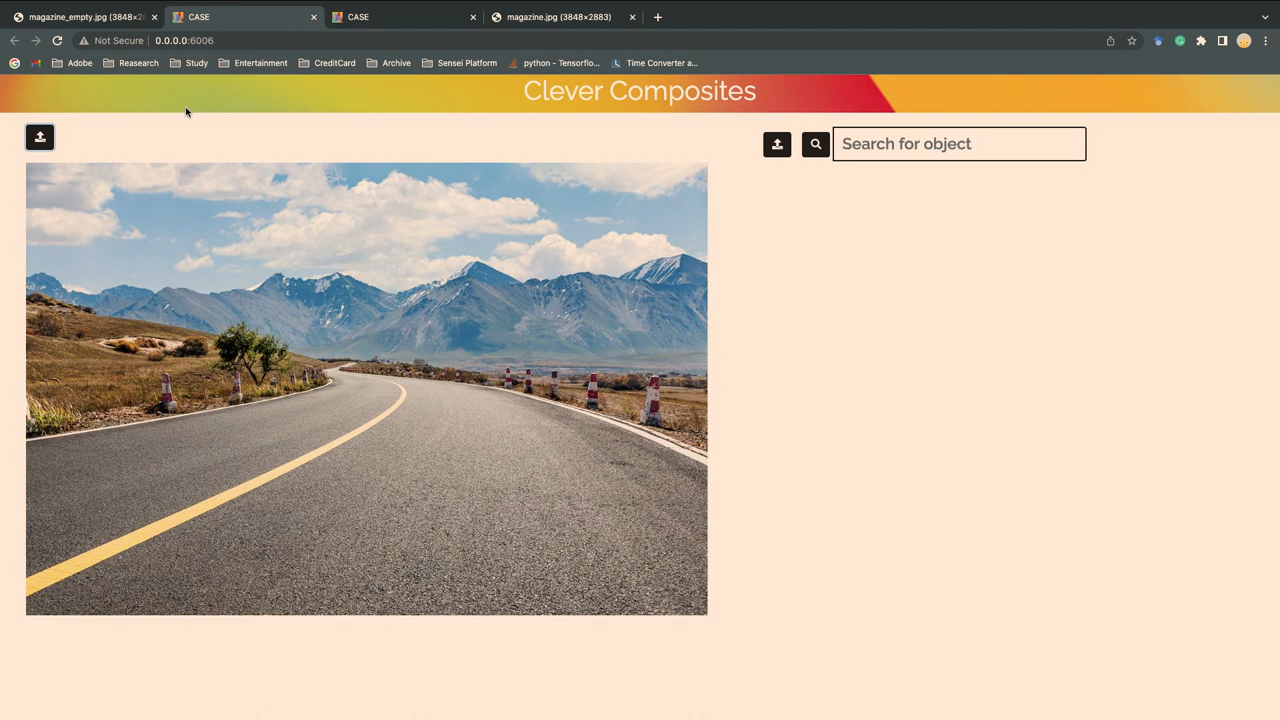 magazine_empty.jpg (3848×28
CASE
CASE
magazine.jpg (3848×2883)
Not Secure
0.0.0.0:6006
Adobe
Reasearch
Study
Entertainment
CreditCard
Archive
Sensei Platform
python - Tensorflo...
Time Converter a...
Clever Composites
Search for object